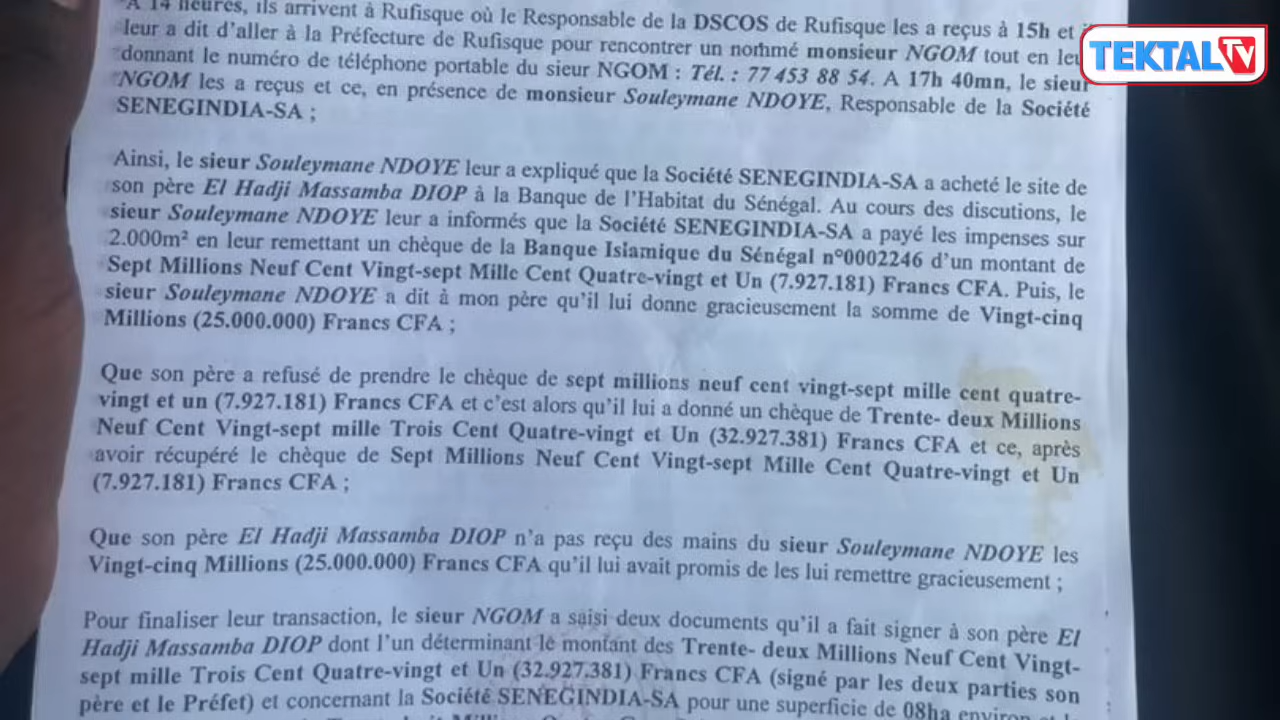 A 14 heures, ils arrivent à Rufisque où le Responsable de la DSCOS de Rufisque les a reçus à 15h et il
leur a dit d'aller à la Préfecture de Rufisque pour rencontrer un nommé monsieur NGOM tout en leur
donnant le numéro de téléphone portable du sieur NGOM : Tél. : 77 453 88 54. A 17h 40mn, le sieur
NGOM les a reçus et ce, en présence de monsieur Souleymane NDOYE, Responsable de la Société
SENEGINDIA-SA ;
TEKTAL TV
Ainsi, le sieur Souleymane NDOYE leur a expliqué que la Société SENEGINDIA-SA a acheté le site de
son père El Hadji Massamba DIOP à la Banque de l'Habitat du Sénégal. Au cours des discutions, le
sieur Souleymane NDOYE leur a informés que la Société SENEGINDIA-SA a payé les impenses sur
2.000m² en leur remettant un chèque de la Banque Islamique du Sénégal n°0002246 d'un montant de
Sept Millions Neuf Cent Vingt-sept Mille Cent Quatre-vingt et Un (7.927.181) Francs CFA. Puis, le
sieur Souleymane NDOYE a dit à mon père qu'il lui donne gracieusement la somme de Vingt-cinq
Millions (25.000.000) Francs CFA ;
Que son père a refusé de prendre le chèque de sept millions neuf cent vingt-sept mille cent quatre-
vingt et un (7.927.181) Francs CFA et c'est alors qu'il lui a donné un chèque de Trente- deux Millions
Neuf Cent Vingt-sept mille Trois Cent Quatre-vingt et Un (32.927.381) Francs CFA et ce, après
avoir récupéré le chèque de Sept Millions Neuf Cent Vingt-sept Mille Cent Quatre-vingt et Un
(7.927.181) Francs CFA ;
Que son père El Hadji Massamba DIOP n'a pas reçu des mains du sieur Souleymane NDOYE les
Vingt-cinq Millions (25.000.000) Francs CFA qu'il lui avait promis de les lui remettre gracieusement ;
Pour finaliser leur transaction, le sieur NGOM a saisi deux documents qu'il a fait signer à son père El
Hadji Massamba DIOP dont l'un déterminant le montant des Trente- deux Millions Neuf Cent Vingt-
sept mille Trois Cent Quatre-vingt et Un (32.927.381) Francs CFA (signé par les deux parties son
père et le Préfet) et concernant la Société SENEGINDIA-SA pour une superficie de 08ha environ et